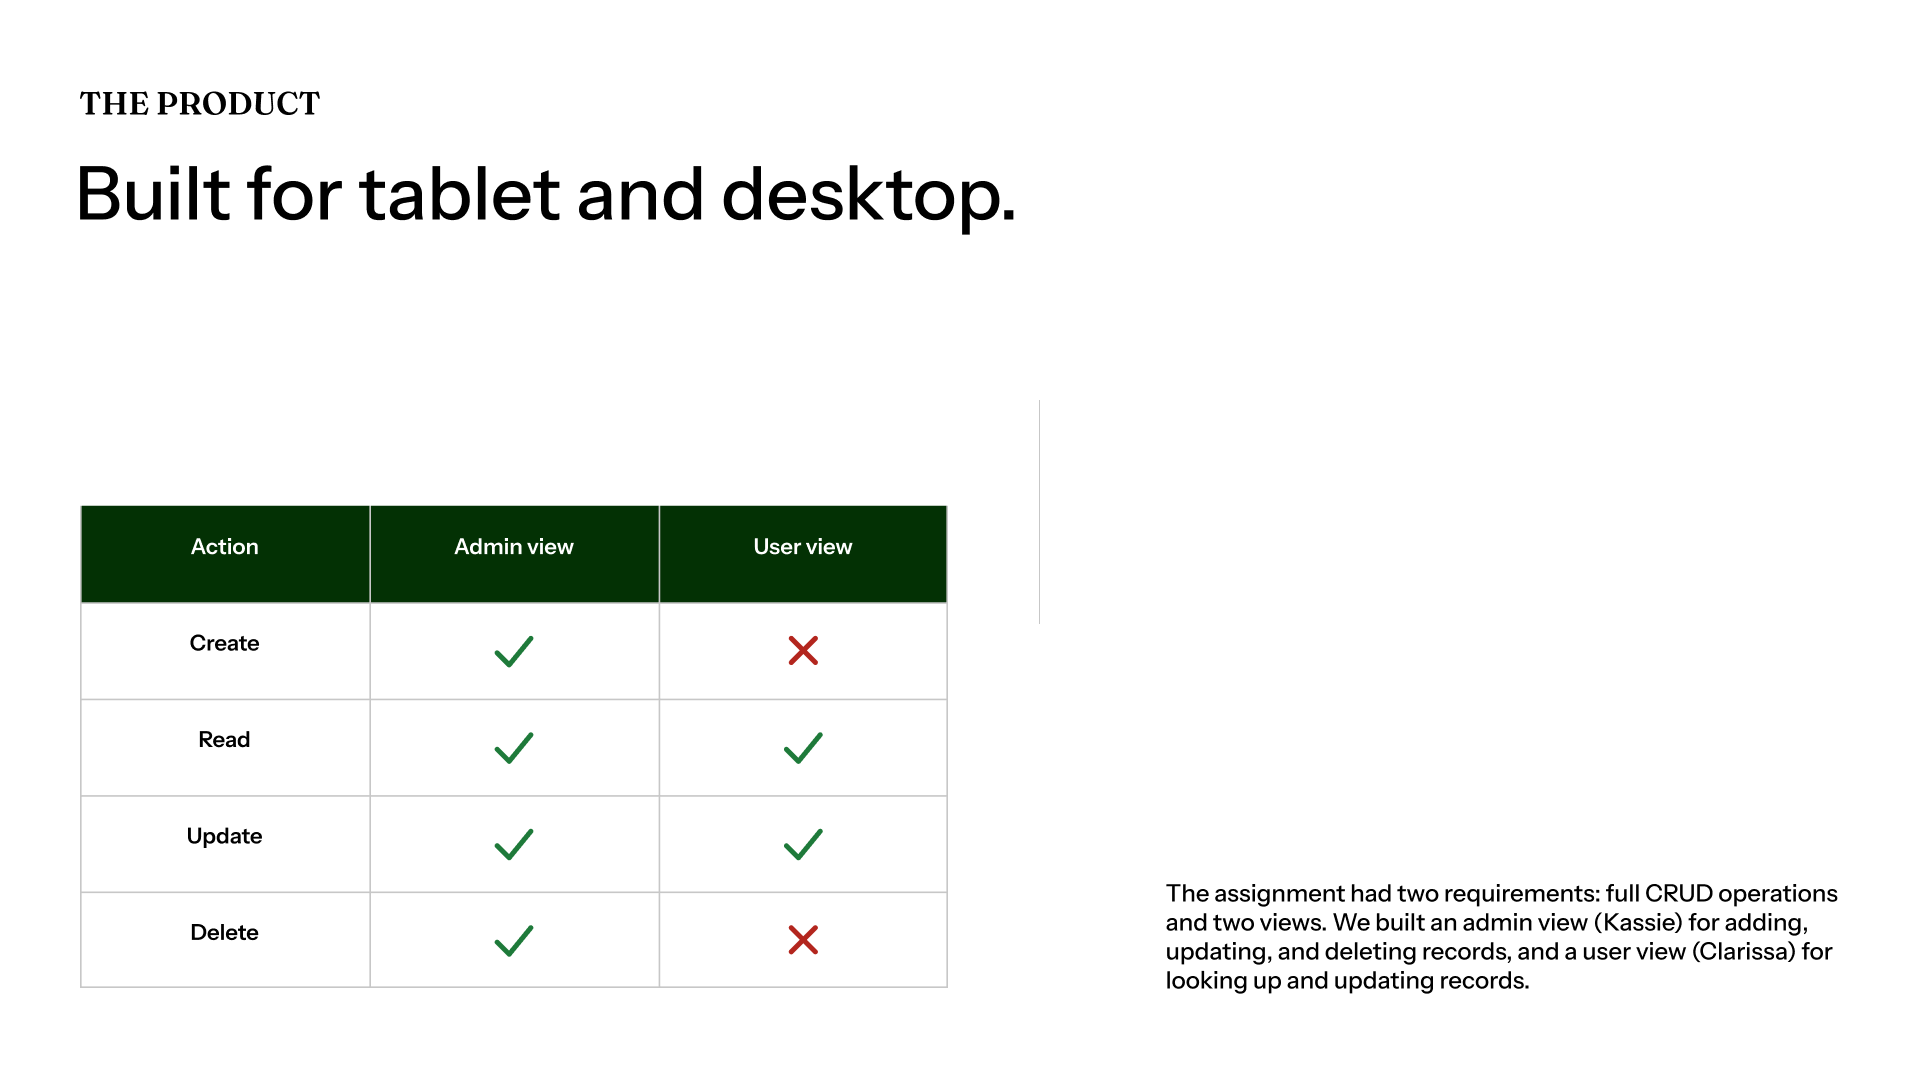 THE PRODUCT
Built for tablet and desktop.
Action Admin view User view
Create
Read
Update
Delete
The assignment had two requirements: full CRUD operations
and two views. We built an admin view (Kassie) for adding,
updating, and deleting records, and a user view (Clarissa) for
looking up and updating records.